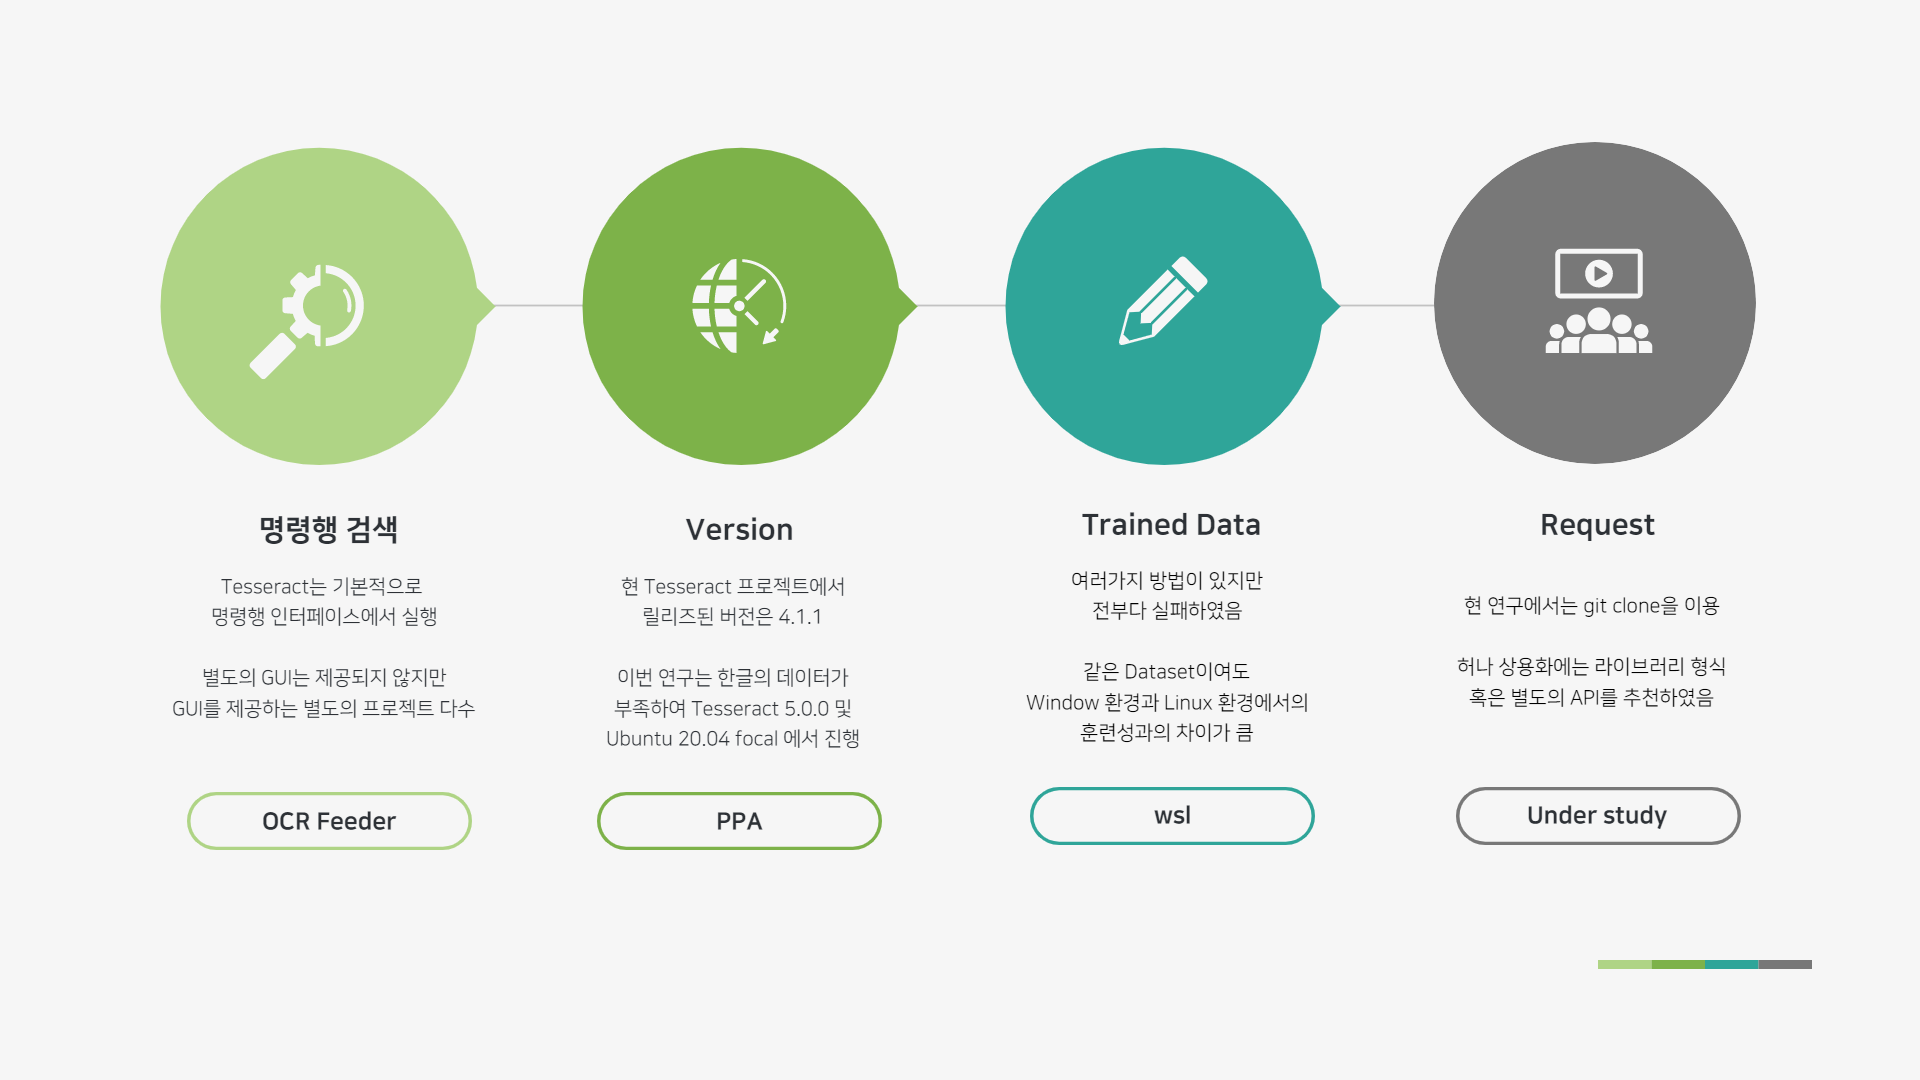 명령행 검색
Tesseract는 기본적으로
명령행 인터페이스에서 실행
별도의 GUI는 제공되지 않지만
GUI를 제공하는 별도의 프로젝트 다수
OCR Feeder
Version
현 Tesseract 프로젝트에서
릴리즈된 버전은 4.1.1
이번 연구는 한글의 데이터가
부족하여 Tesseract 5.0.0 및
Ubuntu 20.04 focal 에서 진행
PPA
Trained Data
여러가지 방법이 있지만
전부다 실패하였음
같은 Dataset이여도
Window 환경과 Linux 환경에서의
훈련성과의 차이가 큼
wsl
Request
현 연구에서는 git clone을 이용
허나 상용화에는 라이브러리 형식
혹은 별도의 API를 추천하였음
Under study